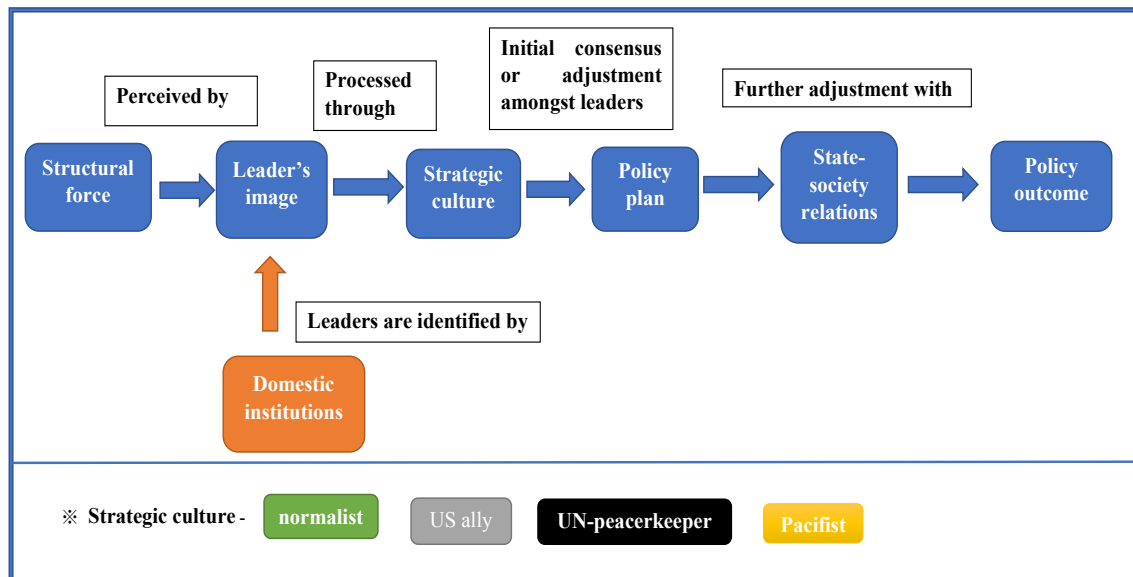 Perceived by
Processed
through
Initial consensus
or adjustment
amongst leaders
Further adjustment with
Structural
force
Leader's
image
Strategic
culture
Policy
plan
State-
society
relations
Policy
outcome
Leaders are identified by
Domestic
institutions
※ Strategic culture -
normalist
US ally
UN-peacerkeeper
Pacifist